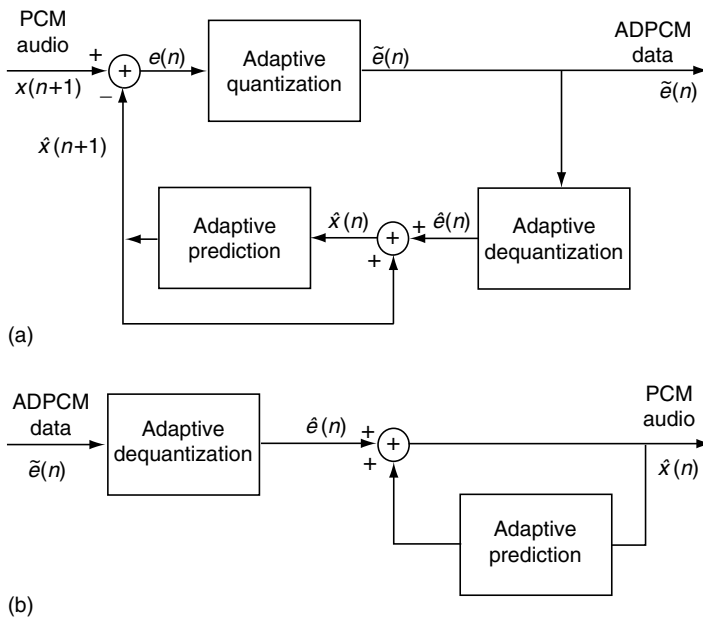 PCM
audio
x(n+1)
+
+
−
e(n)
Adaptive
quantization
ẽ(n)
ADPCM
data
ẽ(n)
x̂(n+1)
Adaptive
prediction
x̂(n)
+
+
+
ê(n)
Adaptive
dequantization
(a)
ADPCM
data
ẽ(n)
Adaptive
dequantization
ê(n)
+
+
+
PCM
audio
x̂(n)
Adaptive
prediction
(b)